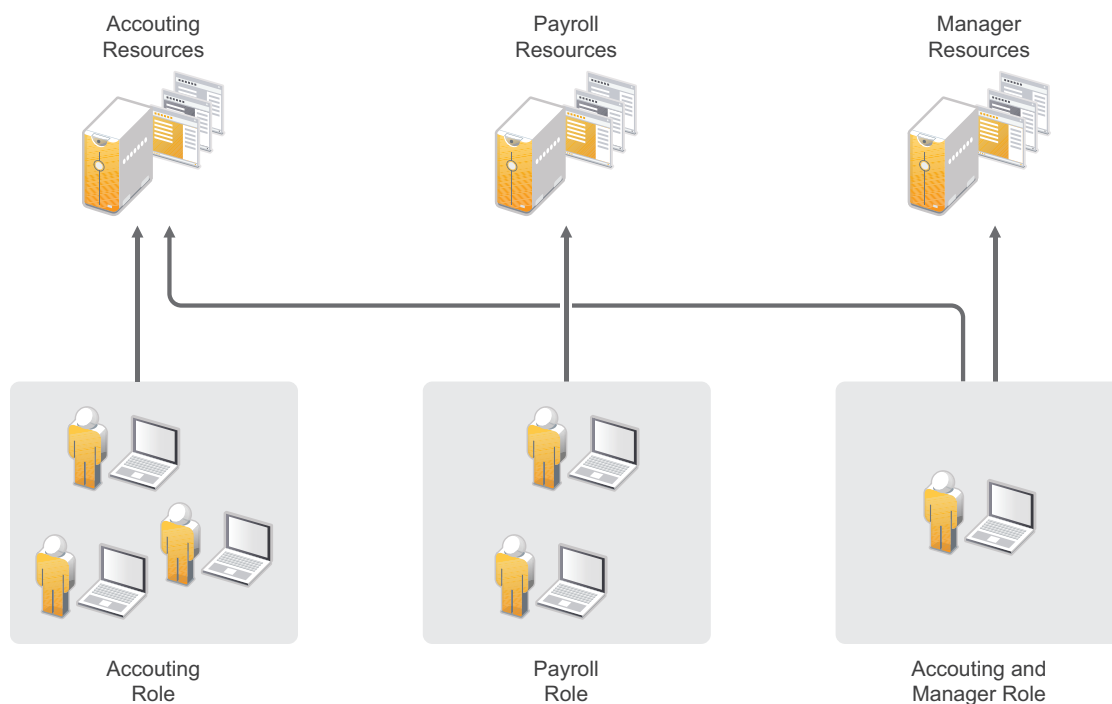 Accouting
Resources
Payroll
Resources
Manager
Resources
Accouting
Role
Payroll
Role
Accouting and
Manager Role